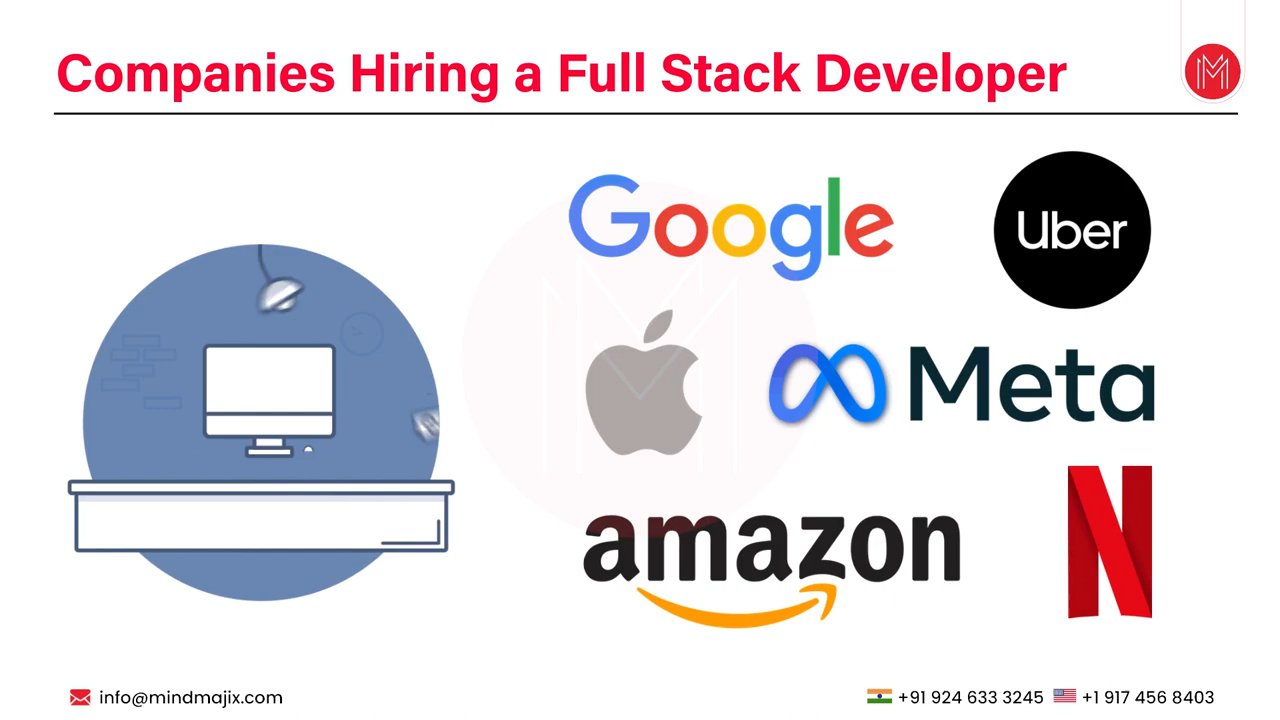 Companies Hiring a Full Stack Developer
Google
Uber
Meta
amazon
N
info@mindmajix.com
+91 924 633 3245
+1 917 456 8403